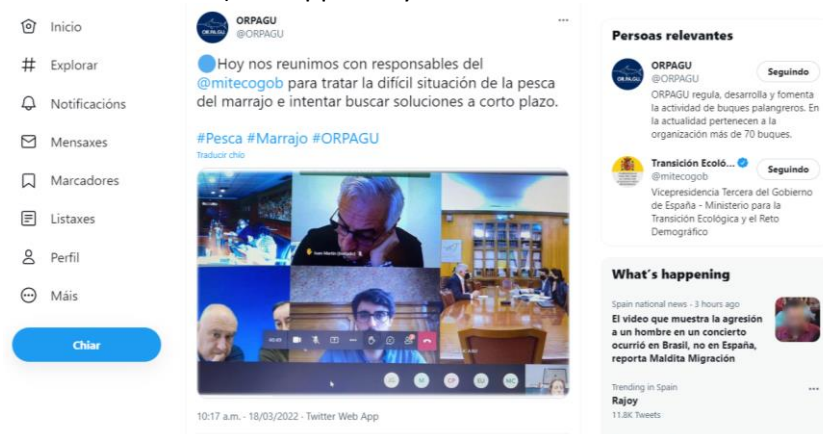 Inicio
Explorar
Notificacións
Mensaxes
Marcadores
Listaxes
Perfil
Máis
Chiar
ORPAGU
@ORPAGU
Hoy nos reunimos con responsables del
@mitecogob para tratar la difícil situación de la pesca
del marrajo e intentar buscar soluciones a corto plazo.
#Pesca #Marrajo #ORPAGU
Traducir chío
JG
M
CP
SU
MC
10:17 a.m. · 18/03/2022 · Twitter Web App
Persoas relevantes
ORPAGU
@ORPAGU
Seguindo
ORPAGU regula, desarrolla y fomenta
la actividad de buques palangreros. En
la actualidad pertenecen a la
organización más de 70 buques.
Transición Ecoló...
@mitecogob
Seguindo
Vicepresidencia Tercera del Gobierno
de España - Ministerio para la
Transición Ecológica y el Reto
Demográfico
What's happening
Spain national news · 3 hours ago
El video que muestra la agresión
a un hombre en un concierto
ocurrió en Brasil, no en España,
reporta Maldita Migración
Trending in Spain
Rajoy
11.8K Tweets